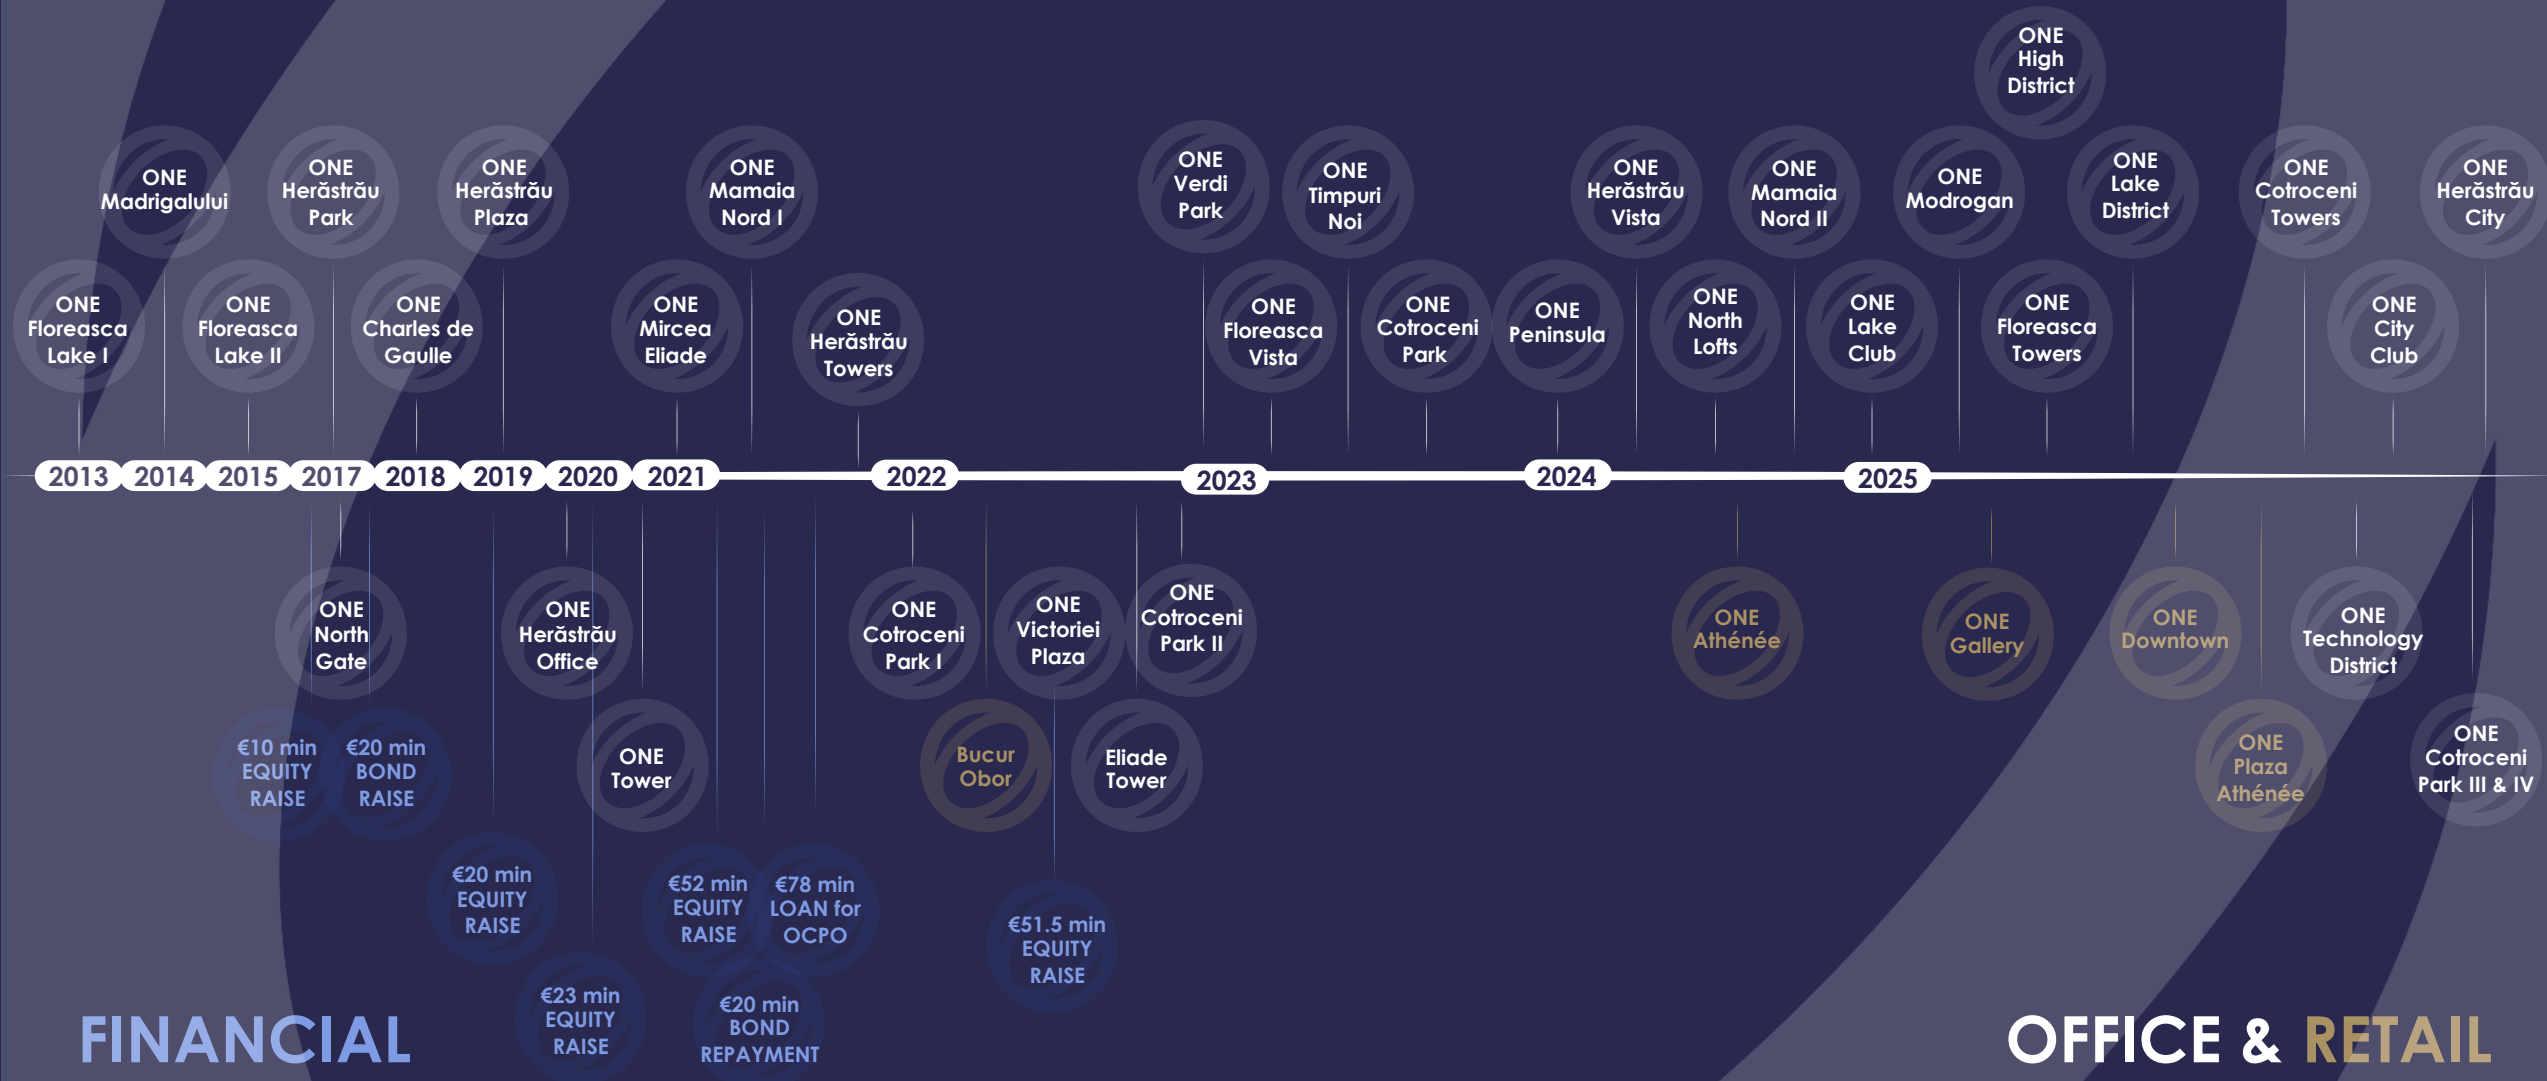 ONE
High
District
ONE
Madrigalului
ONE
Herăstrău
Park
ONE
Herăstrău
Plaza
ONE
Mamaia
Nord I
ONE
Verdi
Park
ONE
Timpuri
Noi
ONE
Herăstrău
Vista
ONE
Mamaia
Nord II
ONE
Modrogan
ONE
Lake
District
ONE
Cotroceni
Towers
ONE
Herăstrău
City
ONE
Floreasca
Lake I
ONE
Floreasca
Lake II
ONE
Charles de
Gaulle
ONE
Mircea
Eliade
ONE
Herăstrău
Towers
ONE
Floreasca
Vista
ONE
Cotroceni
Park
ONE
Peninsula
ONE
North
Lofts
ONE
Lake
Club
ONE
Floreasca
Towers
ONE
City
Club
2013
2014
2015
2017
2018
2019
2020
2021
2022
2023
2024
2025
ONE
North
Gate
ONE
Herăstrău
Office
ONE
Cotroceni
Park I
ONE
Victoriei
Plaza
ONE
Cotroceni
Park II
ONE
Athénée
ONE
Gallery
ONE
Downtown
ONE
Technology
District
€10 min
EQUITY
RAISE
€20 min
BOND
RAISE
ONE
Tower
Bucur
Obor
Eliade
Tower
ONE
Plaza
Athénée
ONE
Cotroceni
Park III & IV
€20 min
EQUITY
RAISE
€52 min
EQUITY
RAISE
€78 min
LOAN for
OCPO
€51.5 min
EQUITY
RAISE
€23 min
EQUITY
RAISE
€20 min
BOND
REPAYMENT
FINANCIAL
OFFICE & RETAIL